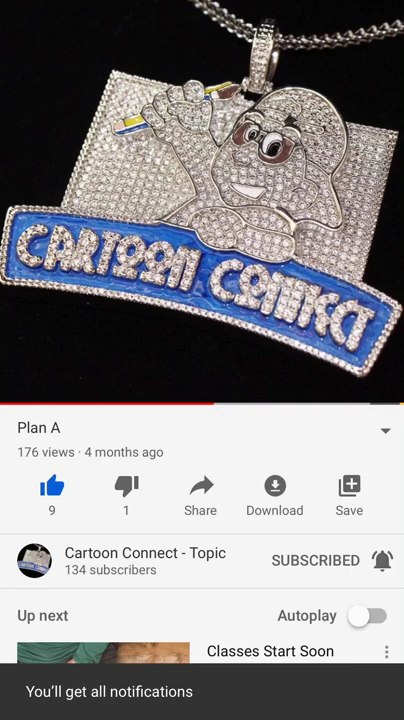 CARTOON CONNECT
Plan A
176 views · 4 months ago
9
1
Share
Download
Save
Cartoon Connect - Topic
134 subscribers
SUBSCRIBED
Up next
Autoplay
Classes Start Soon
You'll get all notifications